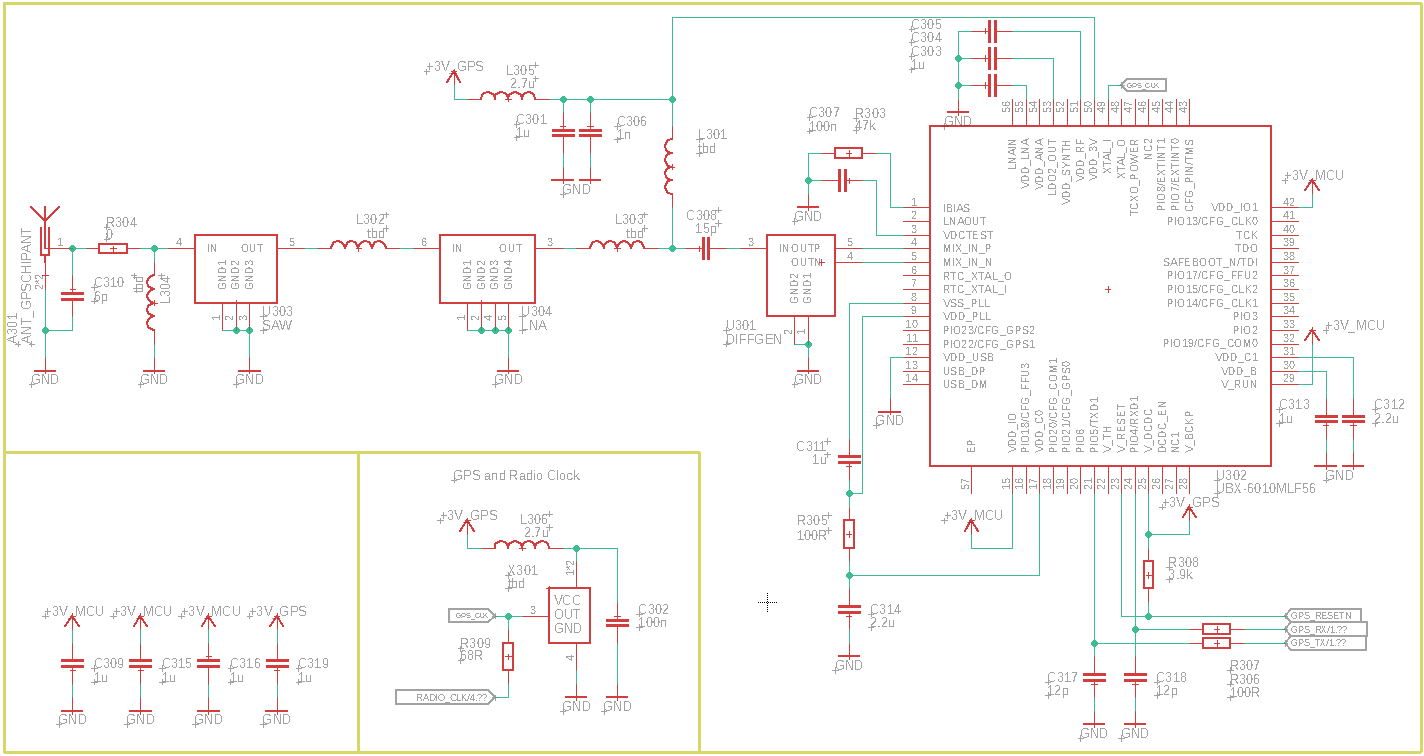 C305
C304
C303
1u
+3V_GPS
L305
2.7u
C301
1u
C306
1n
GND
L301
tbd
GND
GPS_CLK
C307
100n
R303
47k
GND
56
55
54
53
52
51
50
49
48
47
46
45
44
43
LNAIN
VDD_LNA
VDD_ANA
LDO2_OUT
VDD_SYNTH
VDD_RF
VDD_3V
XTAL_I
XTAL_O
TCXO_POWER
NC2
PIO8/EXTINT1
PIO7/EXTINT0
CFG_PIN/TMS
1 IBIAS
2 LNAOUT
3 VDCTEST
4 MIX_IN_P
5 MIX_IN_N
6 RTC_XTAL_O
7 RTC_XTAL_I
8 VSS_PLL
9 VDD_PLL
10 PIO23/CFG_GPS2
11 PIO22/CFG_GPS1
12 VDD_USB
13 USB_DP
14 USB_DM
+3V_MCU
VDD_IO1 42
PIO13/CFG_CLK0 41
TCK 40
TDO 39
SAFEBOOT_N/TDI 38
PIO17/CFG_FFU2 37
PIO15/CFG_CLK2 36
PIO14/CFG_CLK1 35
PIO3 34
PIO2 33
PIO19/CFG_COM0 32
VDD_C1 31
VDD_B 30
V_RUN 29
+3V_MCU
EP
VDD_IO
PIO18/CFG_FFU3
VDD_C0
PIO20/CFG_COM1
PIO21/CFG_GPS0
PIO6
PIO5/TXD1
V_TH
V_RESET
PIO4/RXD1
V_DCDC
DCDC_EN
NC1
V_BCKP
57
15
16
17
18
19
20
21
22
23
24
25
26
27
28
U302
UBX-6010MLF56
C313
1u
C312
2.2u
GND
A301
ANT_GPSCHIPANT
1
2*2
R304
0
C310
6p
tbd
L304
GND
GND
4
IN OUT
GND1
GND2
GND3
5
1
2
3
U303
SAW
GND
L302
tbd
6
IN OUT
GND1
GND2
GND3
GND4
3
1
2
4
5
U304
LNA
GND
L303
tbd
C308
15p
3
IN OUTP
OUTN
GND2
GND1
5
4
2
1
U301
DIFFGEN
GND
GND
C311
1u
R305
100R
C314
2.2u
GND
+3V_MCU
+3V_GPS
R308
3.9k
GPS_RESETN
GPS_RX/1.??
GPS_TX/1.??
R307
R306
100R
C317
12p
C318
12p
GND
GND
GPS and Radio Clock
+3V_GPS
L306
2.7u
X301
tbd
1*2
VCC
OUT
GND
3
4
GPS_CLK
C302
100n
R309
68R
RADIO_CLK/4.??
GND
GND
+3V_MCU
+3V_MCU
+3V_MCU
+3V_GPS
C309
1u
C315
1u
C316
1u
C319
1u
GND
GND
GND
GND